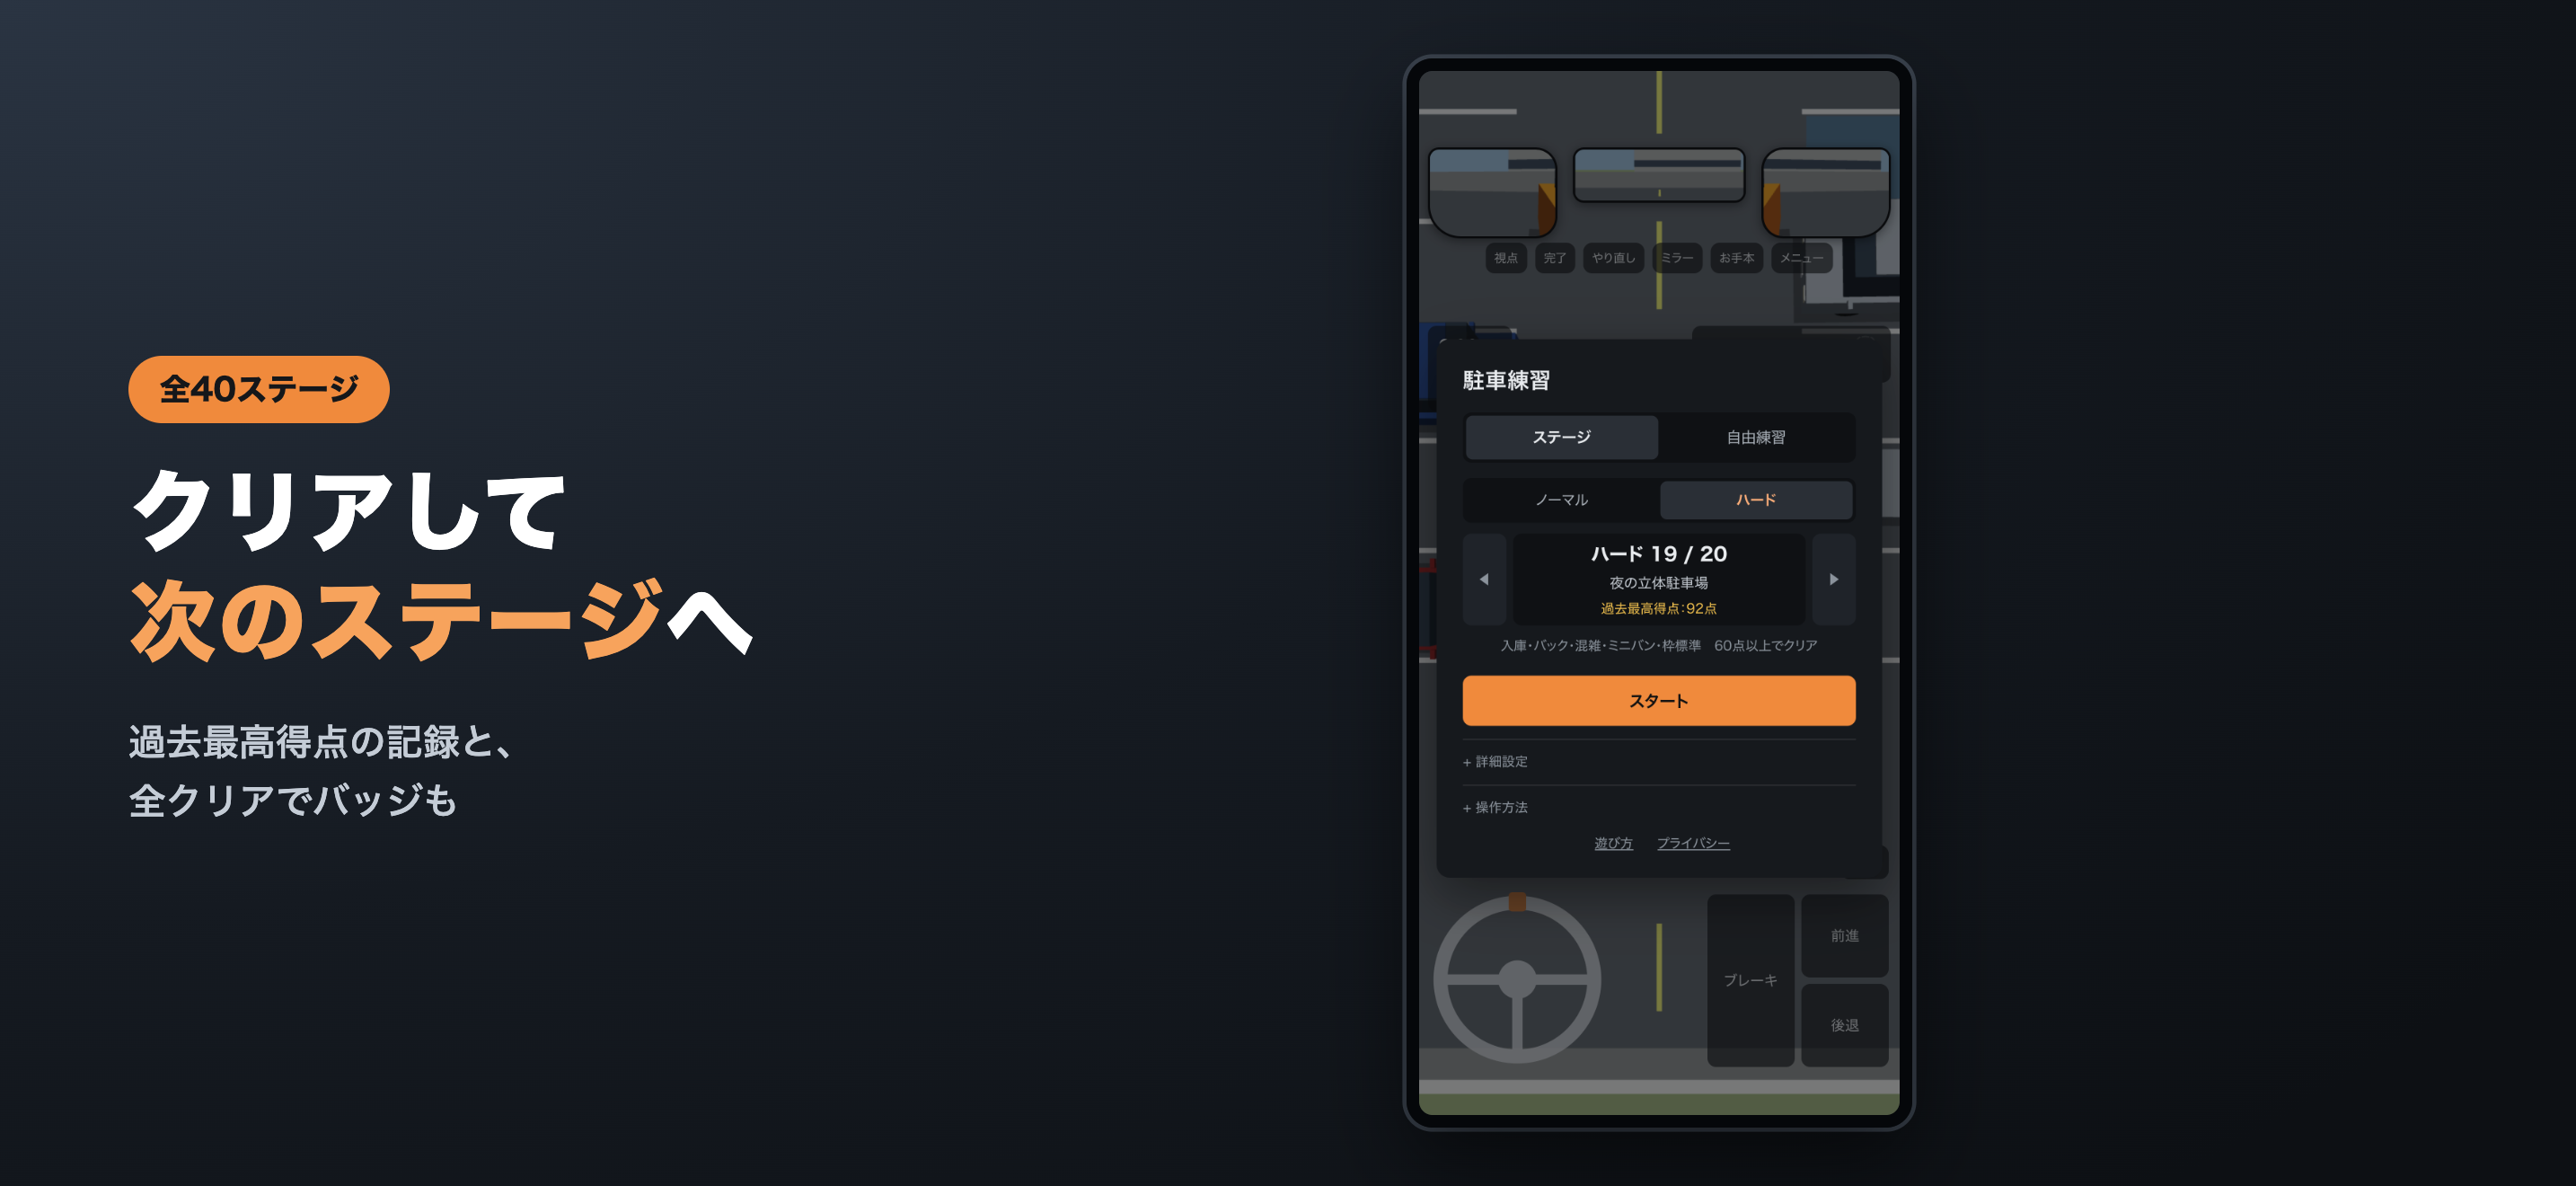 全40ステージ
クリアして
次のステージへ
過去最高得点の記録と、
全クリアでバッジも
視点 完了 やり直し ミラー お手本 メニュー
駐車練習
ステージ 自由練習
ノーマル ハード
◀ ハード 19 / 20 ▶
夜の立体駐車場
過去最高得点：92点
入庫・バック・混雑・ミニバン・枠標準　60点以上でクリア
スタート
+ 詳細設定
+ 操作方法
遊び方 プライバシー
前進
ブレーキ
後退